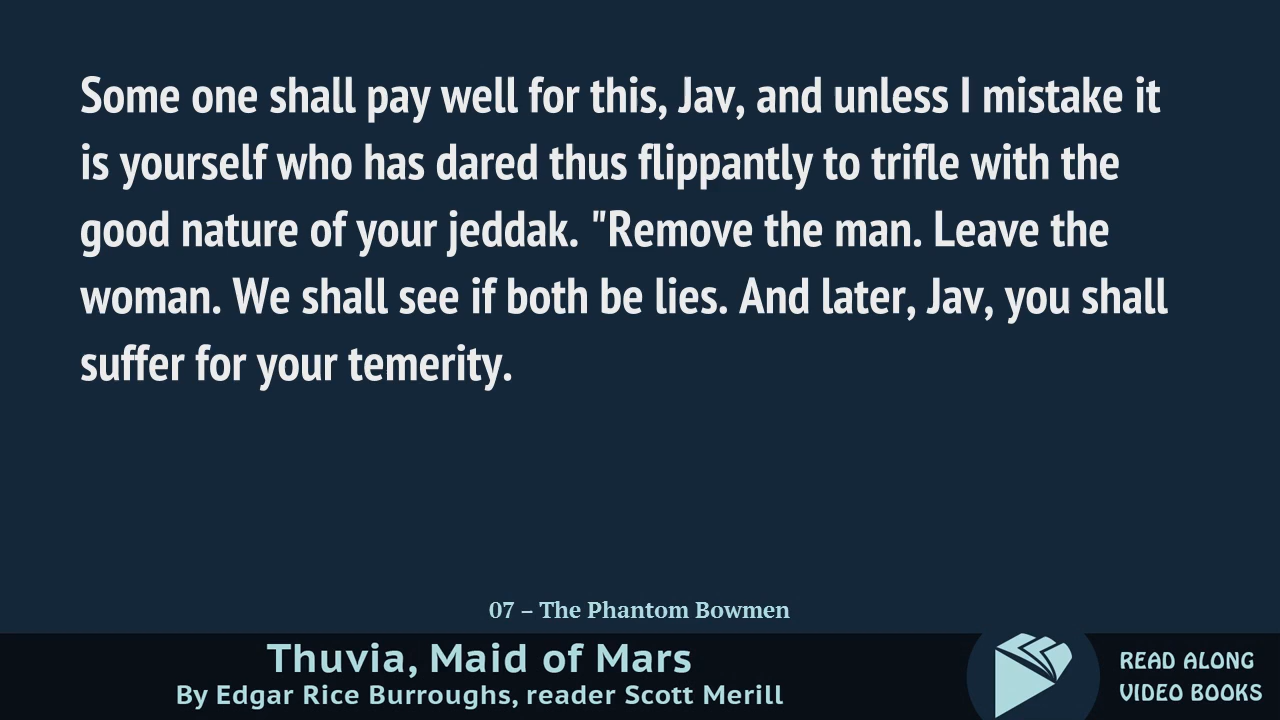 Some one shall pay well for this, Jav, and unless I mistake it
is yourself who has dared thus flippantly to trifle with the
good nature of your jeddak. "Remove the man. Leave the
woman. We shall see if both be lies. And later, Jav, you shall
suffer for your temerity.
07 – The Phantom Bowmen
Thuvia, Maid of Mars
By Edgar Rice Burroughs, reader Scott Merill
READ ALONG
VIDEO BOOKS